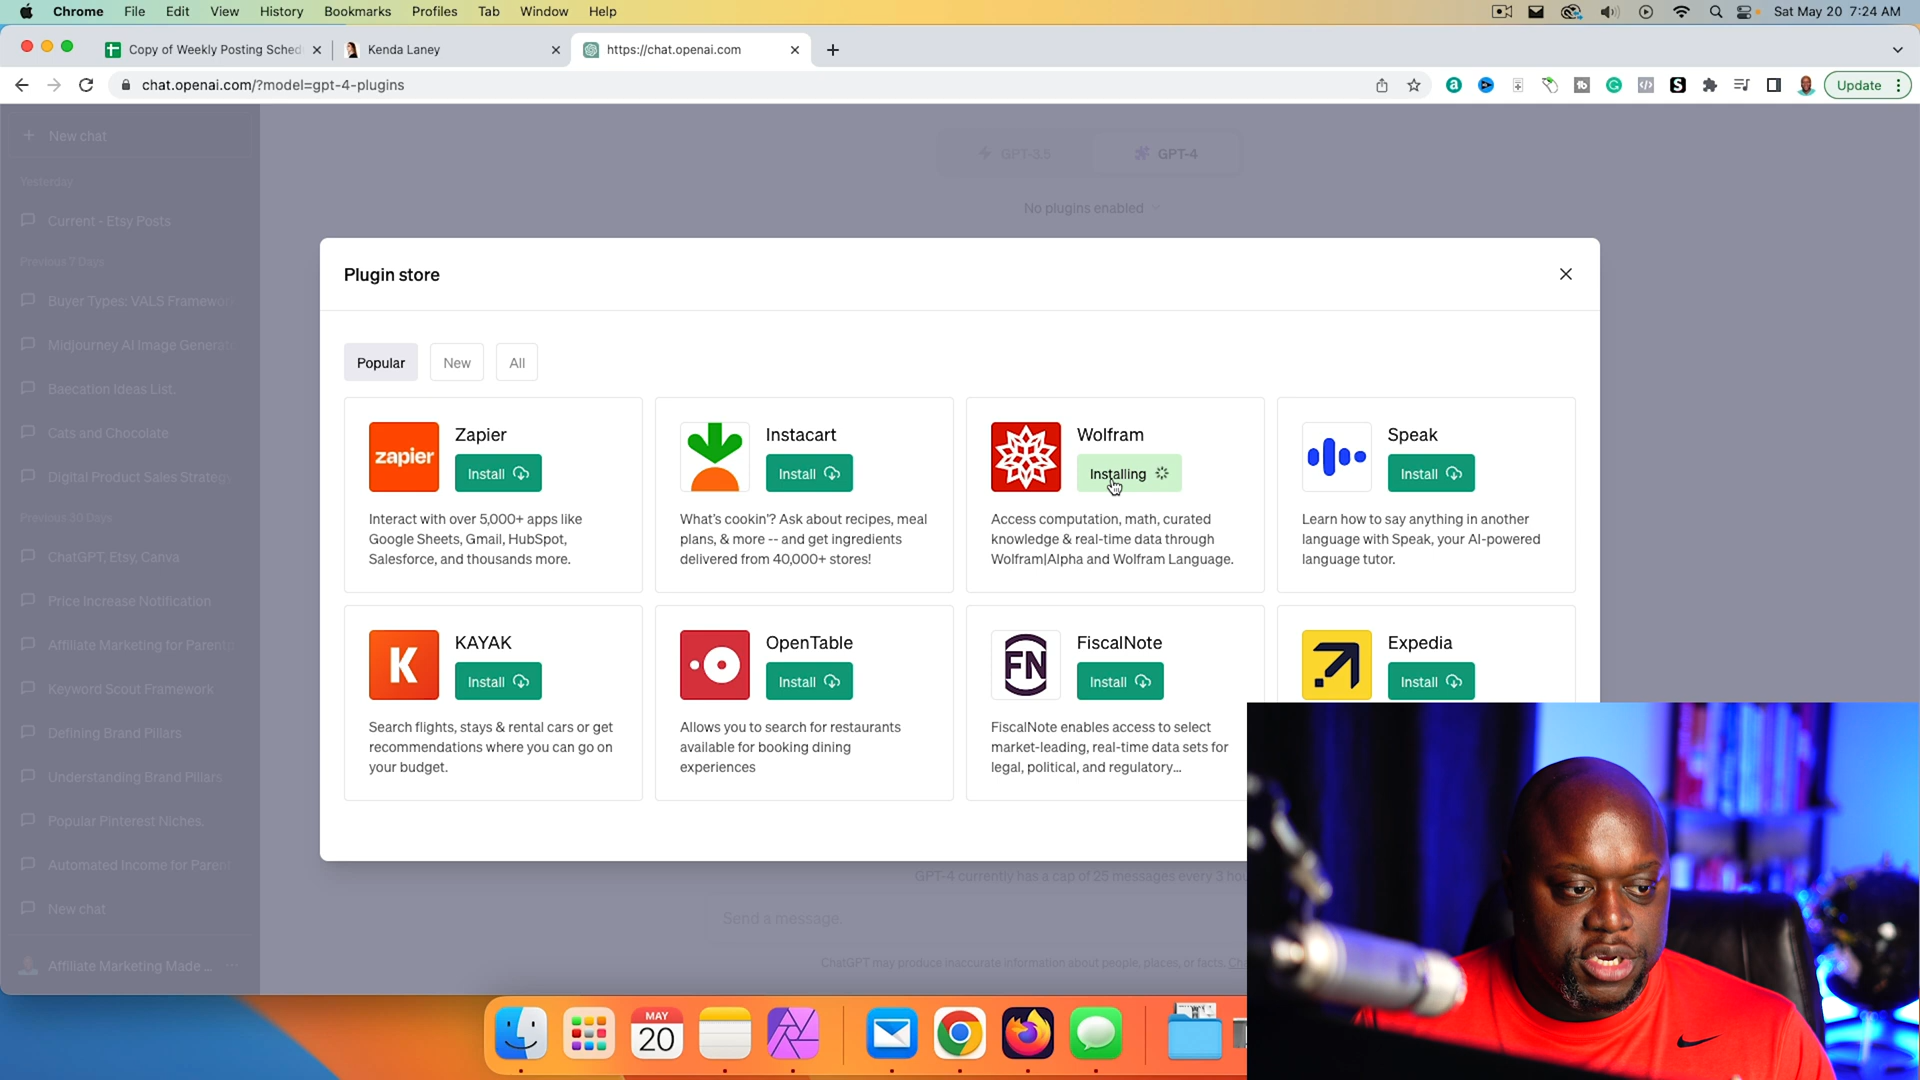 Chrome File Edit View History Bookmarks Profiles Tab Window Help Sat May 20 7:24 AM
Copy of Weekly Posting Sched Kenda Laney https://chat.openai.com
chat.openai.com/?model=gpt-4-plugins Update
New chat
Yesterday
Current - Etsy Posts
Previous 7 Days
Buyer Types: VALS Framework
Midjourney AI Image Generat
Baecation Ideas List.
Cats and Chocolate
Digital Product Sales Strategy
Previous 30 Days
ChatGPT, Etsy, Canva
Price Increase Notification
Affiliate Marketing for Parents
Keyword Scout Framework
Defining Brand Pillars
Understanding Brand Pillars
Popular Pinterest Niches.
Automated Income for Paren
New chat
Affiliate Marketing Made ...
GPT-3.5 GPT-4
No plugins enabled
Plugin store
Popular New All
Zapier
Install
zapier
Interact with over 5,000+ apps like
Google Sheets, Gmail, HubSpot,
Salesforce, and thousands more.
Instacart
Install
What's cookin'? Ask about recipes, meal
plans, & more -- and get ingredients
delivered from 40,000+ stores!
Wolfram
Installing
Access computation, math, curated
knowledge & real-time data through
Wolfram|Alpha and Wolfram Language.
Speak
Install
Learn how to say anything in another
language with Speak, your AI-powered
language tutor.
K
KAYAK
Install
Search flights, stays & rental cars or get
recommendations where you can go on
your budget.
OpenTable
Install
Allows you to search for restaurants
available for booking dining
experiences
FN
FiscalNote
Install
FiscalNote enables access to select
market-leading, real-time data sets for
legal, political, and regulatory...
Expedia
Install
GPT-4 currently has a cap of 25 messages every 3 hou
Send a message.
ChatGPT may produce inaccurate information about people, places, or facts.
MAY
20